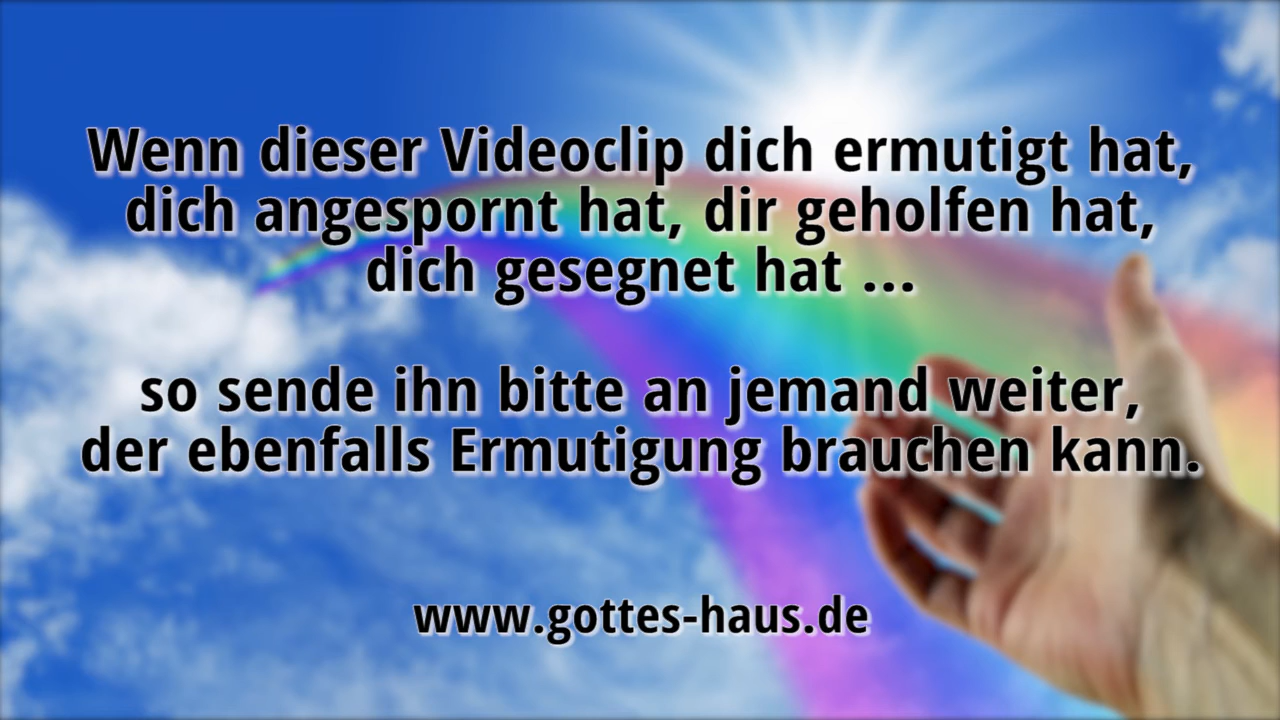 Wenn dieser Videoclip dich ermutigt hat,
dich angespornt hat, dir geholfen hat,
dich gesegnet hat ...
so sende ihn bitte an jemand weiter,
der ebenfalls Ermutigung brauchen kann.
www.gottes-haus.de